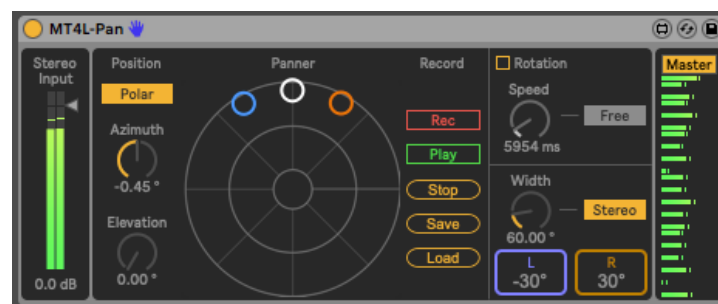 MT4L-Pan
Stereo
Input
0.0 dB
Position
Polar
Azimuth
-0.45 °
Elevation
0.00 °
Panner
Record
Rec
Play
Stop
Save
Load
Rotation
Speed
Free
5954 ms
Width
Stereo
60.00 °
L
-30°
R
30°
Master